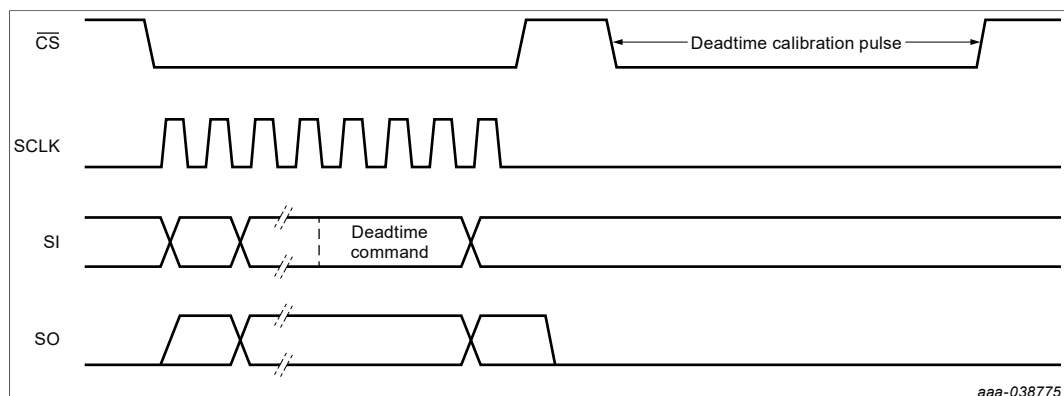 CS
Deadtime calibration pulse
SCLK
SI
Deadtime
command
SO
aaa-038775